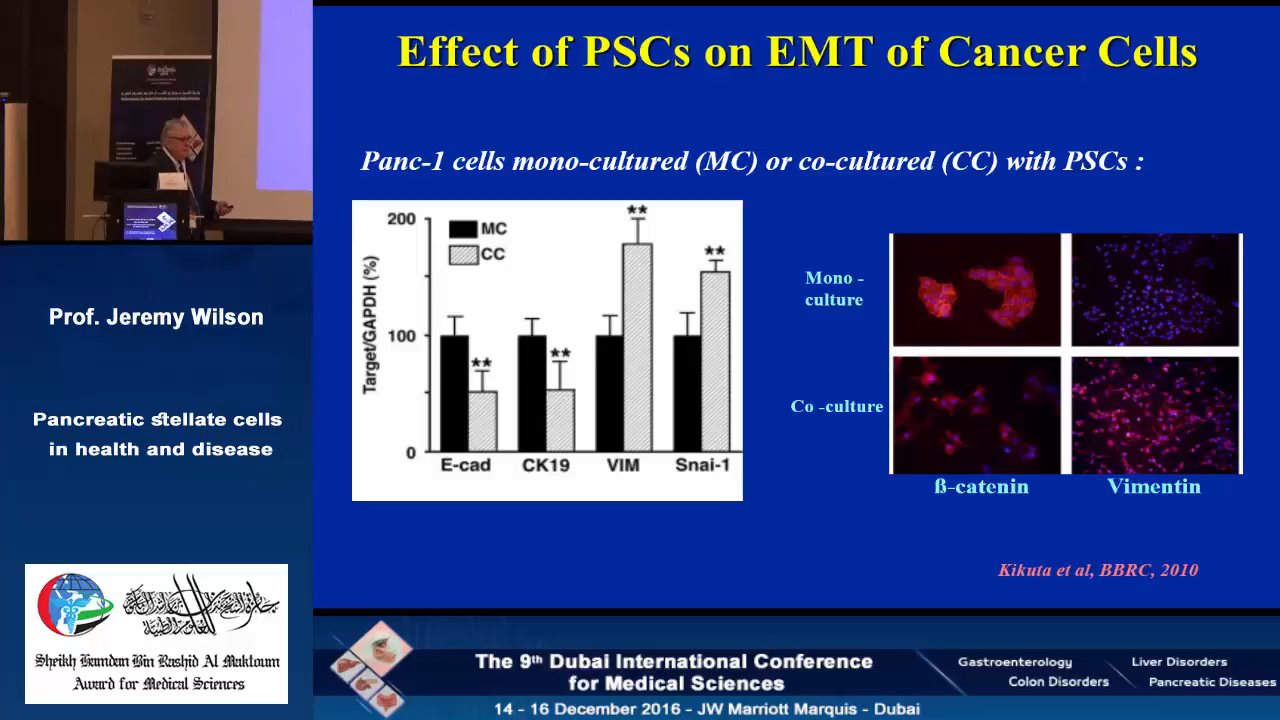 Effect of PSCs on EMT of Cancer Cells
Panc-1 cells mono-cultured (MC) or co-cultured (CC) with PSCs :
200
100
0
Target/GAPDH (%)
MC
CC
**
**
**
**
E-cad
CK19
VIM
Snai-1
Mono -
culture
Co -culture
ß-catenin
Vimentin
Kikuta et al, BBRC, 2010
Prof. Jeremy Wilson
Pancreatic stellate cells
in health and disease
Sheikh Hamdan Bin Rashid Al Maktoum
Award for Medical Sciences
The 9th Dubai International Conference
for Medical Sciences
14 - 16 December 2016 - JW Marriott Marquis - Dubai
Gastroenterology
Liver Disorders
Colon Disorders
Pancreatic Diseases